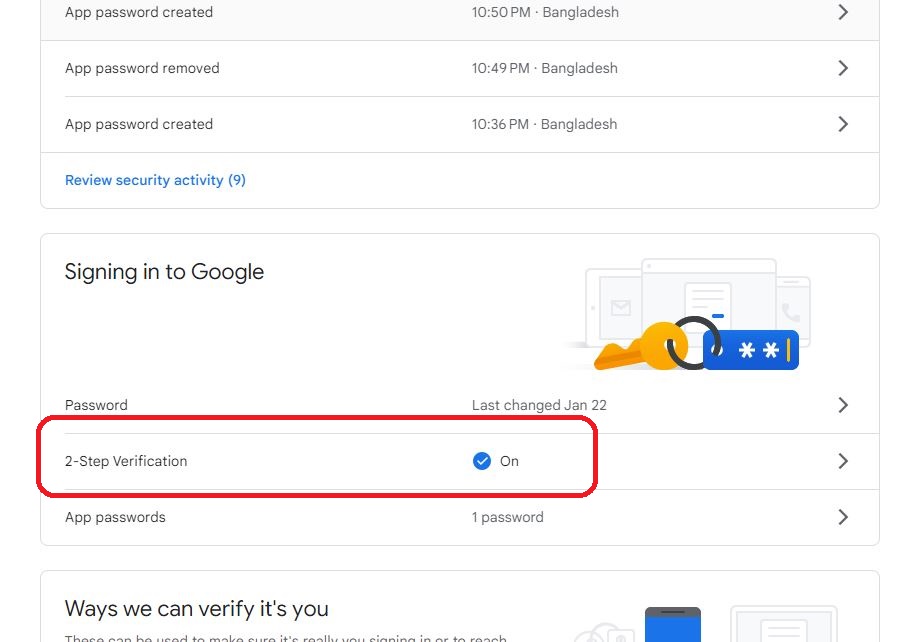 App password created 10:50 PM · Bangladesh
App password removed 10:49 PM · Bangladesh
App password created 10:36 PM · Bangladesh
Review security activity (9)
Signing in to Google
**
Password Last changed Jan 22
2-Step Verification On
App passwords 1 password
Ways we can verify it's you
These can be used to make sure it's really you signing in or to reach